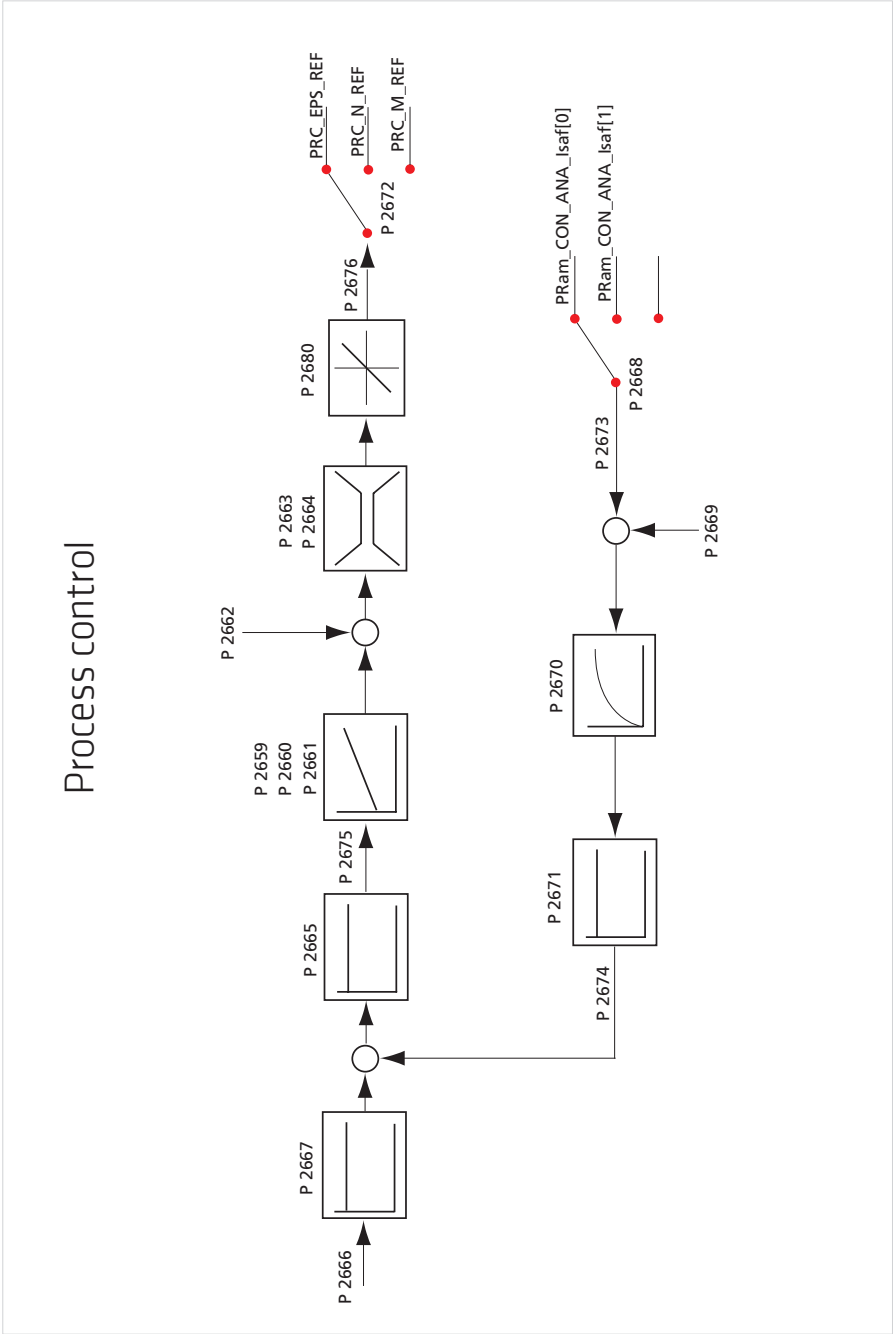 Process control
P 2666
P 2667
P 2665
P 2675
P 2659
P 2660
P 2661
P 2662
P 2663
P 2664
P 2680
P 2676
P 2672
PRC_EPS_REF
PRC_N_REF
PRC_M_REF
P 2674
P 2671
P 2670
P 2669
P 2673
P 2668
PRam_CON_ANA_Isaf[0]
PRam_CON_ANA_Isaf[1]